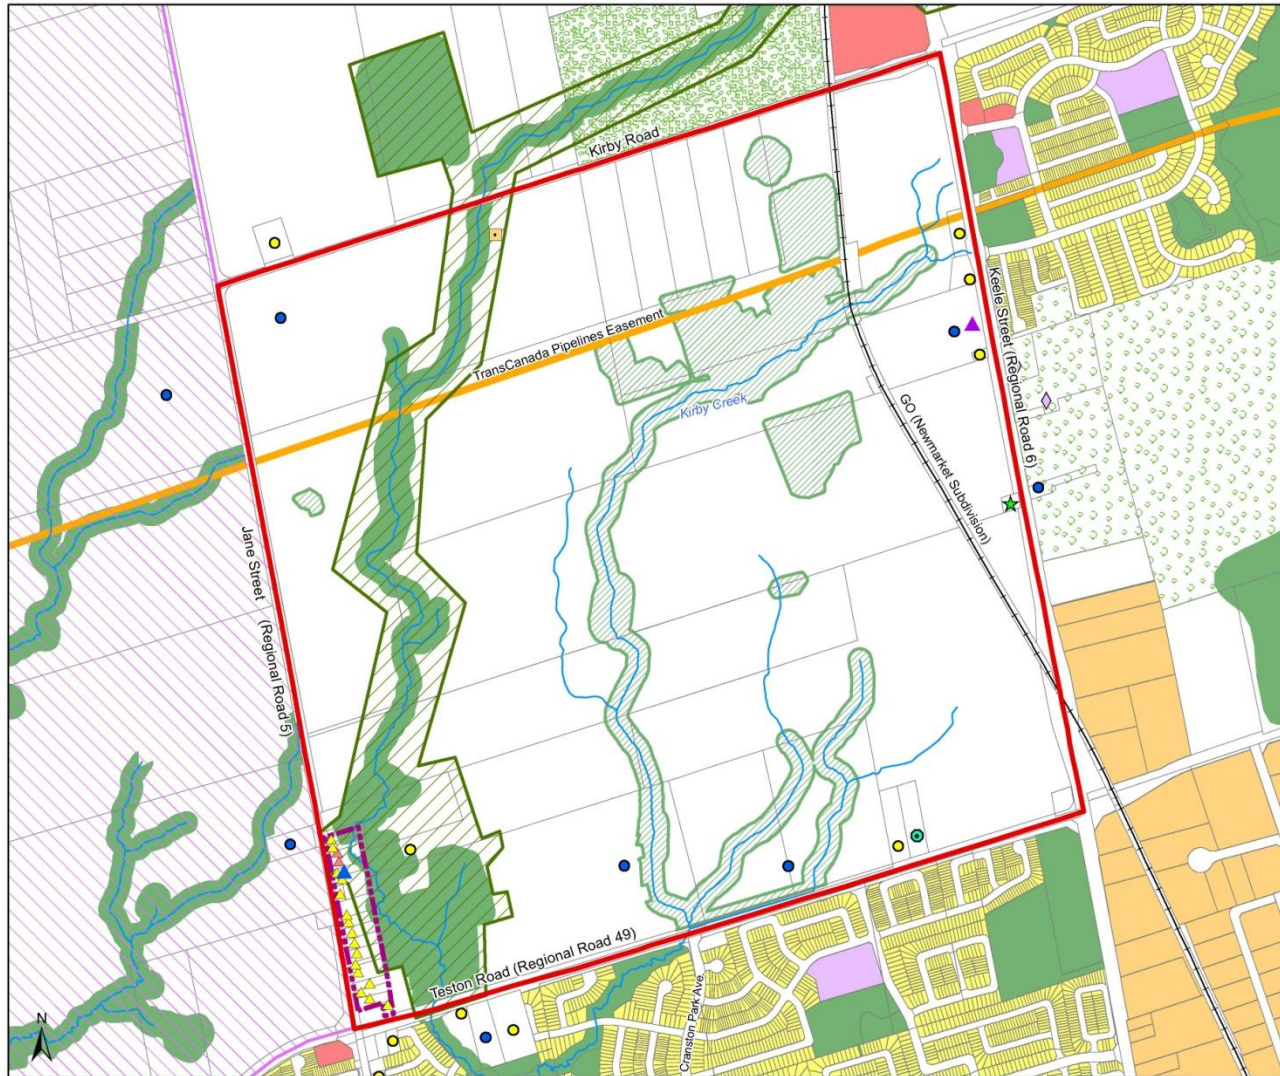 Kirby Road
TransCanada Pipelines Easement
Kirby Creek
Keele Street (Regional Road 6)
GO (Newmarket Subdivision)
Jane Street (Regional Road 5)
Teston Road (Regional Road 49)
Cranston Park Ave.
N